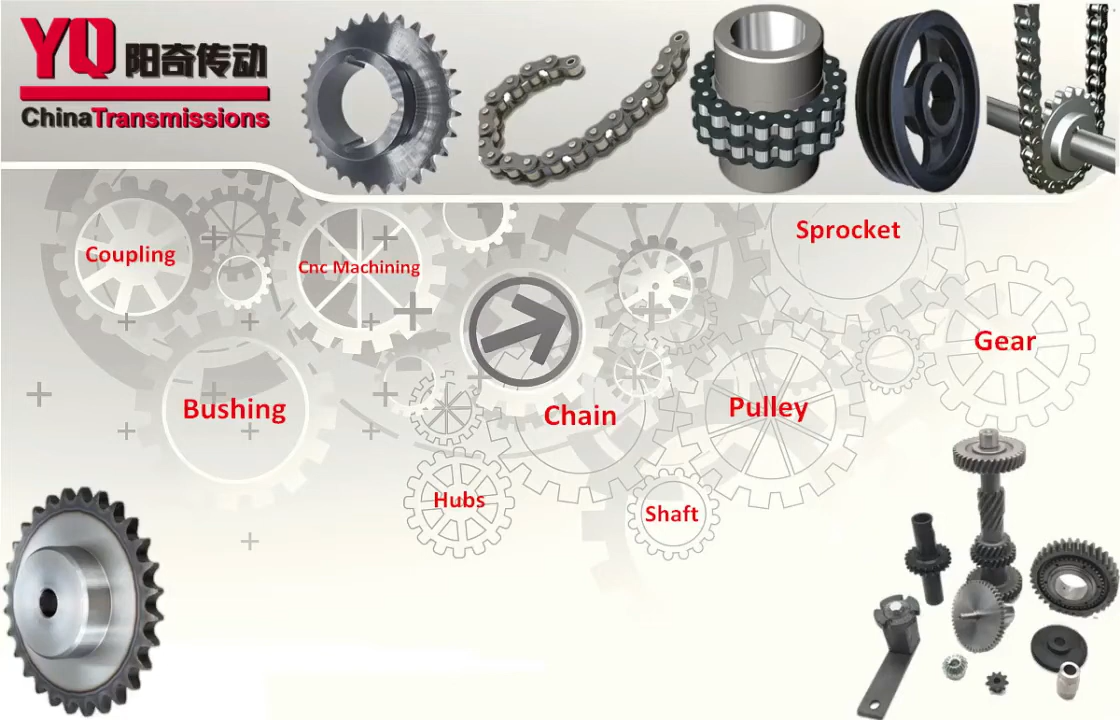 YQ 阳奇传动
ChinaTransmissions
Sprocket
Coupling
Cnc Machining
Gear
Bushing
Chain
Pulley
Hubs
Shaft